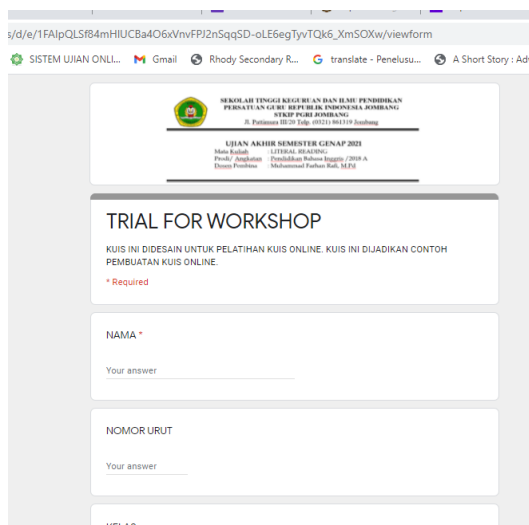 s/d/e/1FAIpQLSf84mHIUCBa4O6xVnvFPJ2nSqqSD-oLE6egTyvTQk6_XmSOXw/viewform
SISTEM UJIAN ONLI... Gmail Rhody Secondary R... translate - Penelusu... A Short Story : Adv
SEKOLAH TINGGI KEGURUAN DAN ILMU PENDIDIKAN
PERSATUAN GURU REPUBLIK INDONESIA JOMBANG
STKIP PGRI JOMBANG
Jl. Pattimura III/20 Telp. (0321) 861319 Jombang
UJIAN AKHIR SEMESTER GENAP 2021
Mata Kuliah : LITERAL READING
Prodi/ Angkatan : Pendidikan Bahasa Inggris /2018 A
Dosen Pembina : Muhammad Farhan Rafi, M.Pd
TRIAL FOR WORKSHOP
KUIS INI DIDESAIN UNTUK PELATIHAN KUIS ONLINE. KUIS INI DIJADIKAN CONTOH
PEMBUATAN KUIS ONLINE.
* Required
NAMA *
Your answer
NOMOR URUT
Your answer